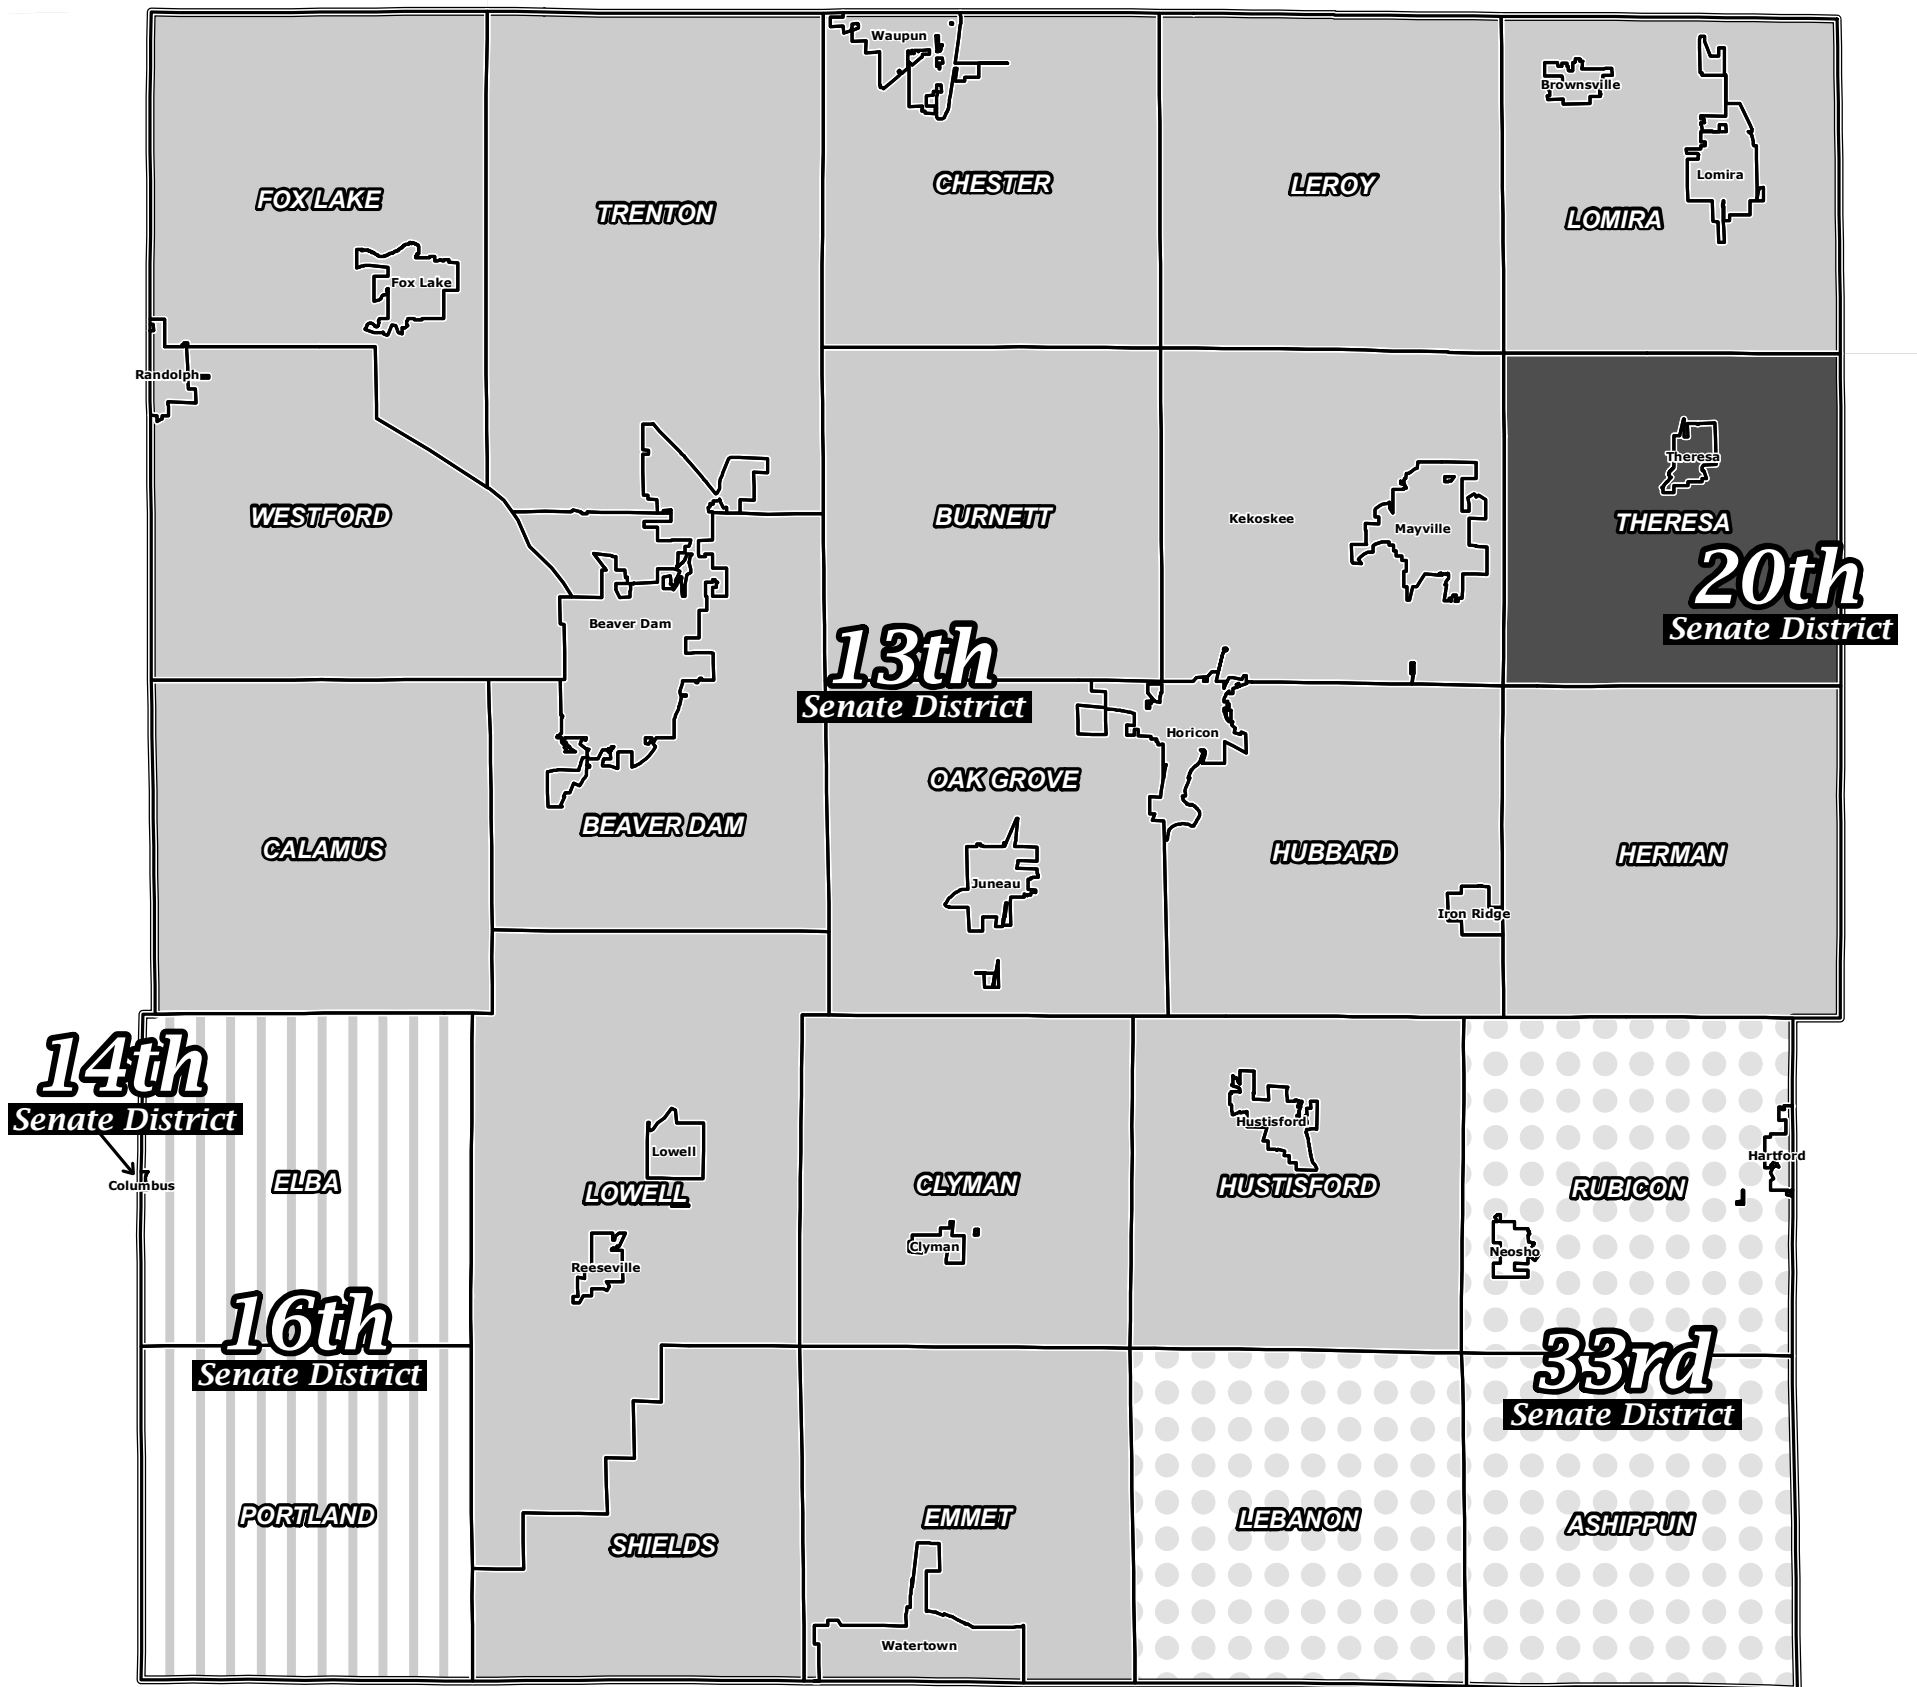 Waupun
Brownsville
Lomira
FOX LAKE
TRENTON
CHESTER
LEROY
LOMIRA
Fox Lake
Randolph
WESTFORD
BURNETT
Kekoskee
Mayville
Theresa
THERESA
20th
Senate District
Beaver Dam
13th
Senate District
Horicon
OAK GROVE
CALAMUS
BEAVER DAM
Juneau
HUBBARD
HERMAN
Iron Ridge
14th
Senate District
Columbus
ELBA
Lowell
LOWELL
Reeseville
CLYMAN
Clyman
Hustisford
HUSTISFORD
Hartford
RUBICON
Neosho
16th
Senate District
33rd
Senate District
PORTLAND
SHIELDS
EMMET
LEBANON
ASHIPPUN
Watertown